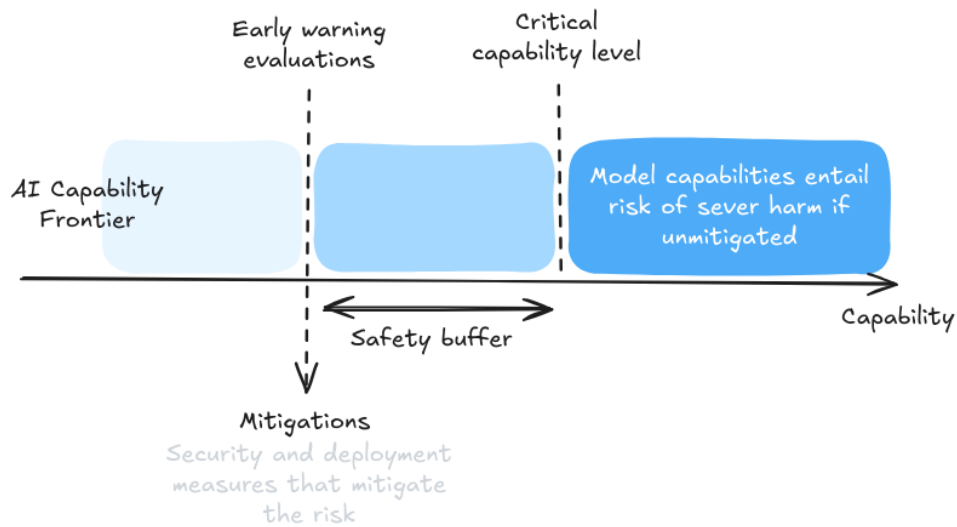 Early warning
evaluations
Critical
capability level
AI Capability
Frontier
Model capabilities entail
risk of sever harm if
unmitigated
Capability
Safety buffer
Mitigations
Security and deployment
measures that mitigate
the risk